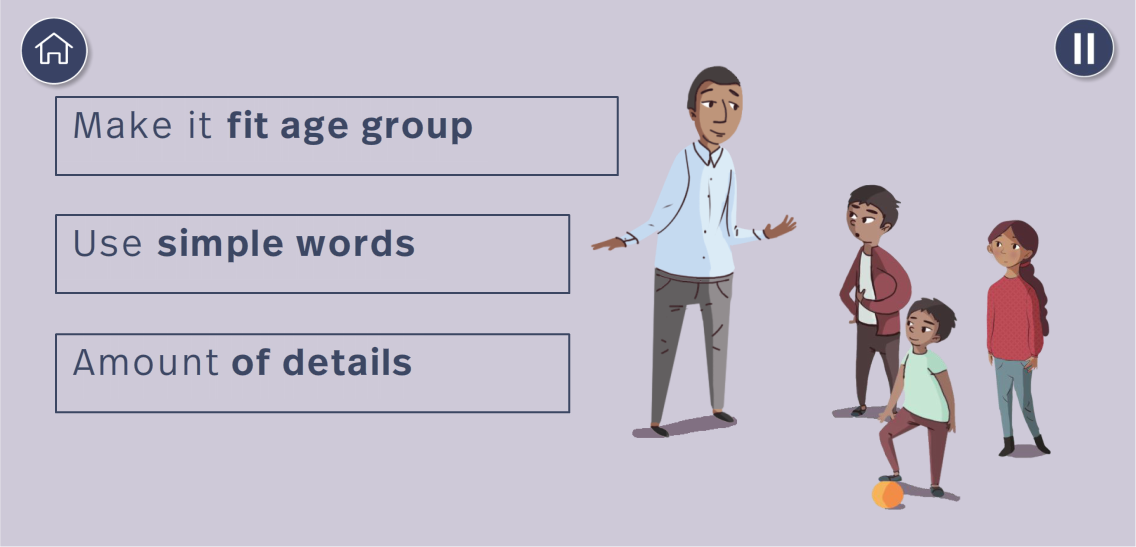 Make it fit age group
Use simple words
Amount of details